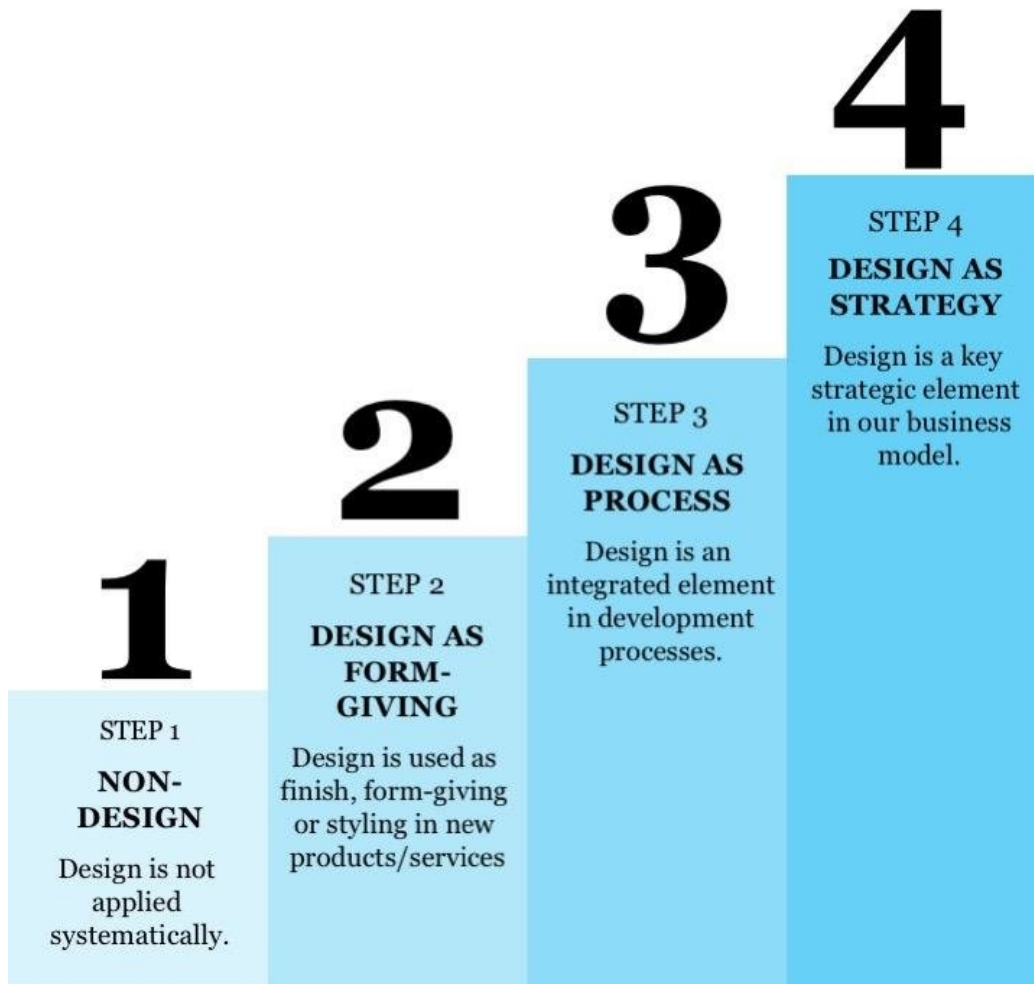 1
STEP 1
NON-
DESIGN
Design is not
applied
systematically.
2
STEP 2
DESIGN AS
FORM-
GIVING
Design is used as
finish, form-giving
or styling in new
products/services
3
STEP 3
DESIGN AS
PROCESS
Design is an
integrated element
in development
processes.
4
STEP 4
DESIGN AS
STRATEGY
Design is a key
strategic element
in our business
model.